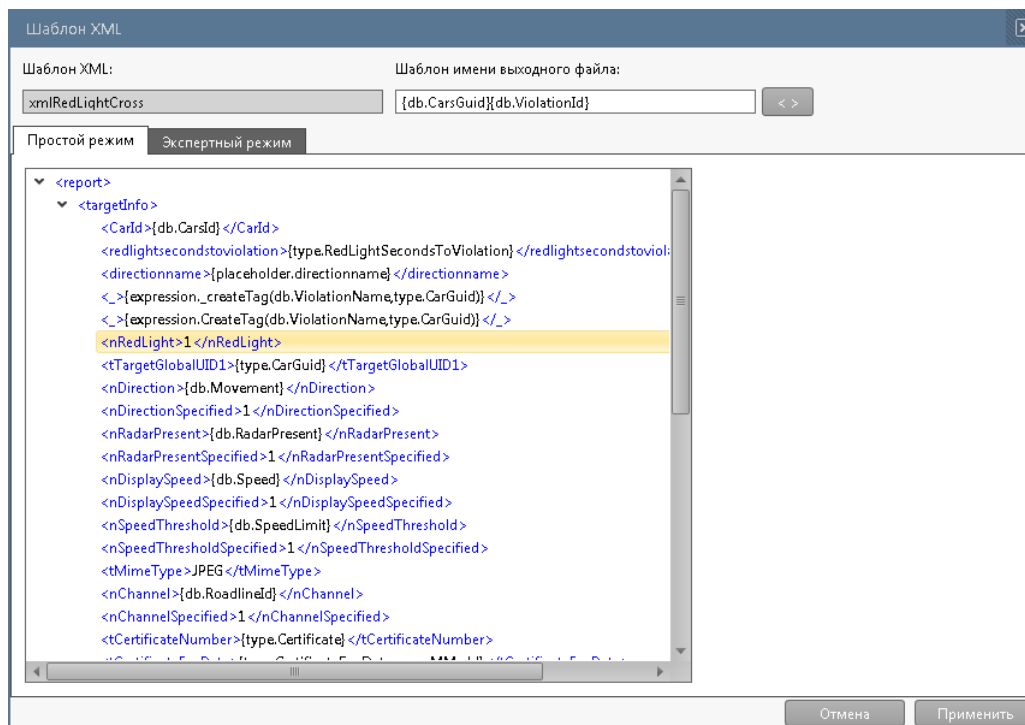 Шаблон XML
Шаблон XML:
Шаблон имени выходного файла:
xmlRedLightCross
{db.CarsGuid}{db.ViolationId}
< >
Простой режим
Экспертный режим
<report>
<targetInfo>
<CarId>{db.CarsId}</CarId>
<redlightsecondstoviolation>{type.RedLightSecondsToViolation}</redlightsecondstoviol
<directionname>{placeholder.directionname}</directionname>
<_>{expression._createTag(db.ViolationName,type.CarGuid)}</_>
<_>{expression.CreateTag(db.ViolationName,type.CarGuid)}</_>
<nRedLight>1</nRedLight>
<tTargetGlobalUID1>{type.CarGuid}</tTargetGlobalUID1>
<nDirection>{db.Movement}</nDirection>
<nDirectionSpecified>1</nDirectionSpecified>
<nRadarPresent>{db.RadarPresent}</nRadarPresent>
<nRadarPresentSpecified>1</nRadarPresentSpecified>
<nDisplaySpeed>{db.Speed}</nDisplaySpeed>
<nDisplaySpeedSpecified>1</nDisplaySpeedSpecified>
<nSpeedThreshold>{db.SpeedLimit}</nSpeedThreshold>
<nSpeedThresholdSpecified>1</nSpeedThresholdSpecified>
<tMimeType>JPEG</tMimeType>
<nChannel>{db.RoadlineId}</nChannel>
<nChannelSpecified>1</nChannelSpecified>
<tCertificateNumber>{type.Certificate}</tCertificateNumber>
Отмена
Применить